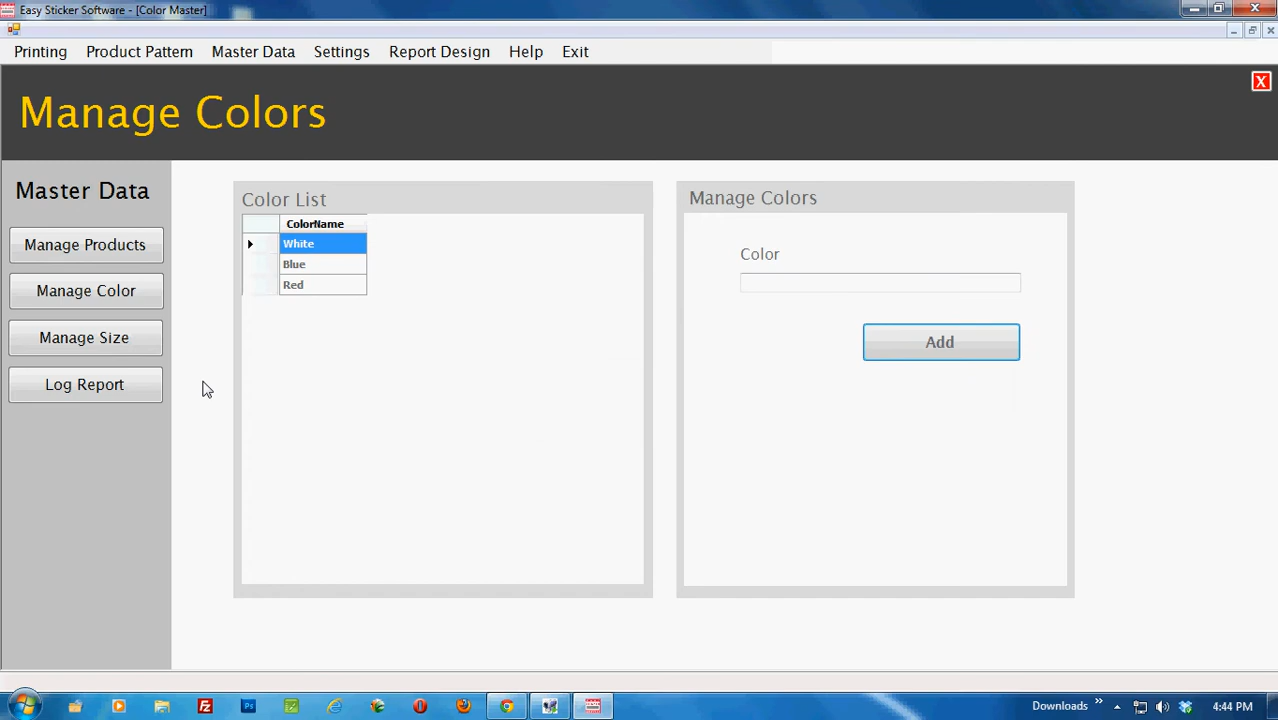 Easy Sticker Software - [Color Master]
Printing Product Pattern Master Data Settings Report Design Help Exit
X
Manage Colors
Master Data
Manage Products
Manage Color
Manage Size
Log Report
Color List
ColorName
White
Blue
Red
Manage Colors
Color
Add
Fz
Ps
Downloads
4:44 PM